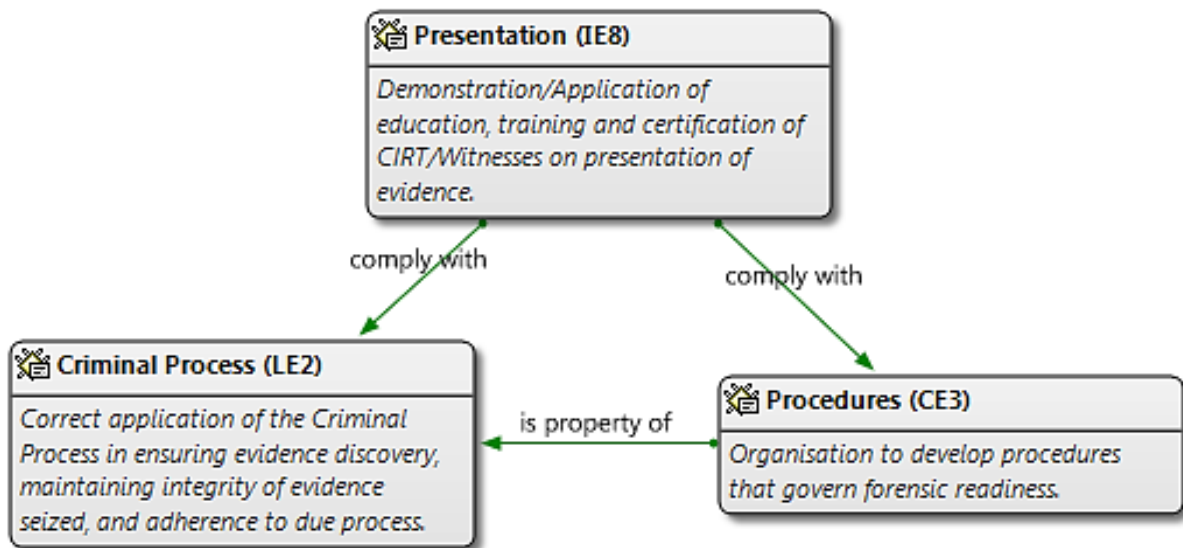 Presentation (IE8)
Demonstration/Application of
education, training and certification of
CIRT/Witnesses on presentation of
evidence.
comply with
comply with
Criminal Process (LE2)
Correct application of the Criminal
Process in ensuring evidence discovery,
maintaining integrity of evidence
seized, and adherence to due process.
is property of
Procedures (CE3)
Organisation to develop procedures
that govern forensic readiness.